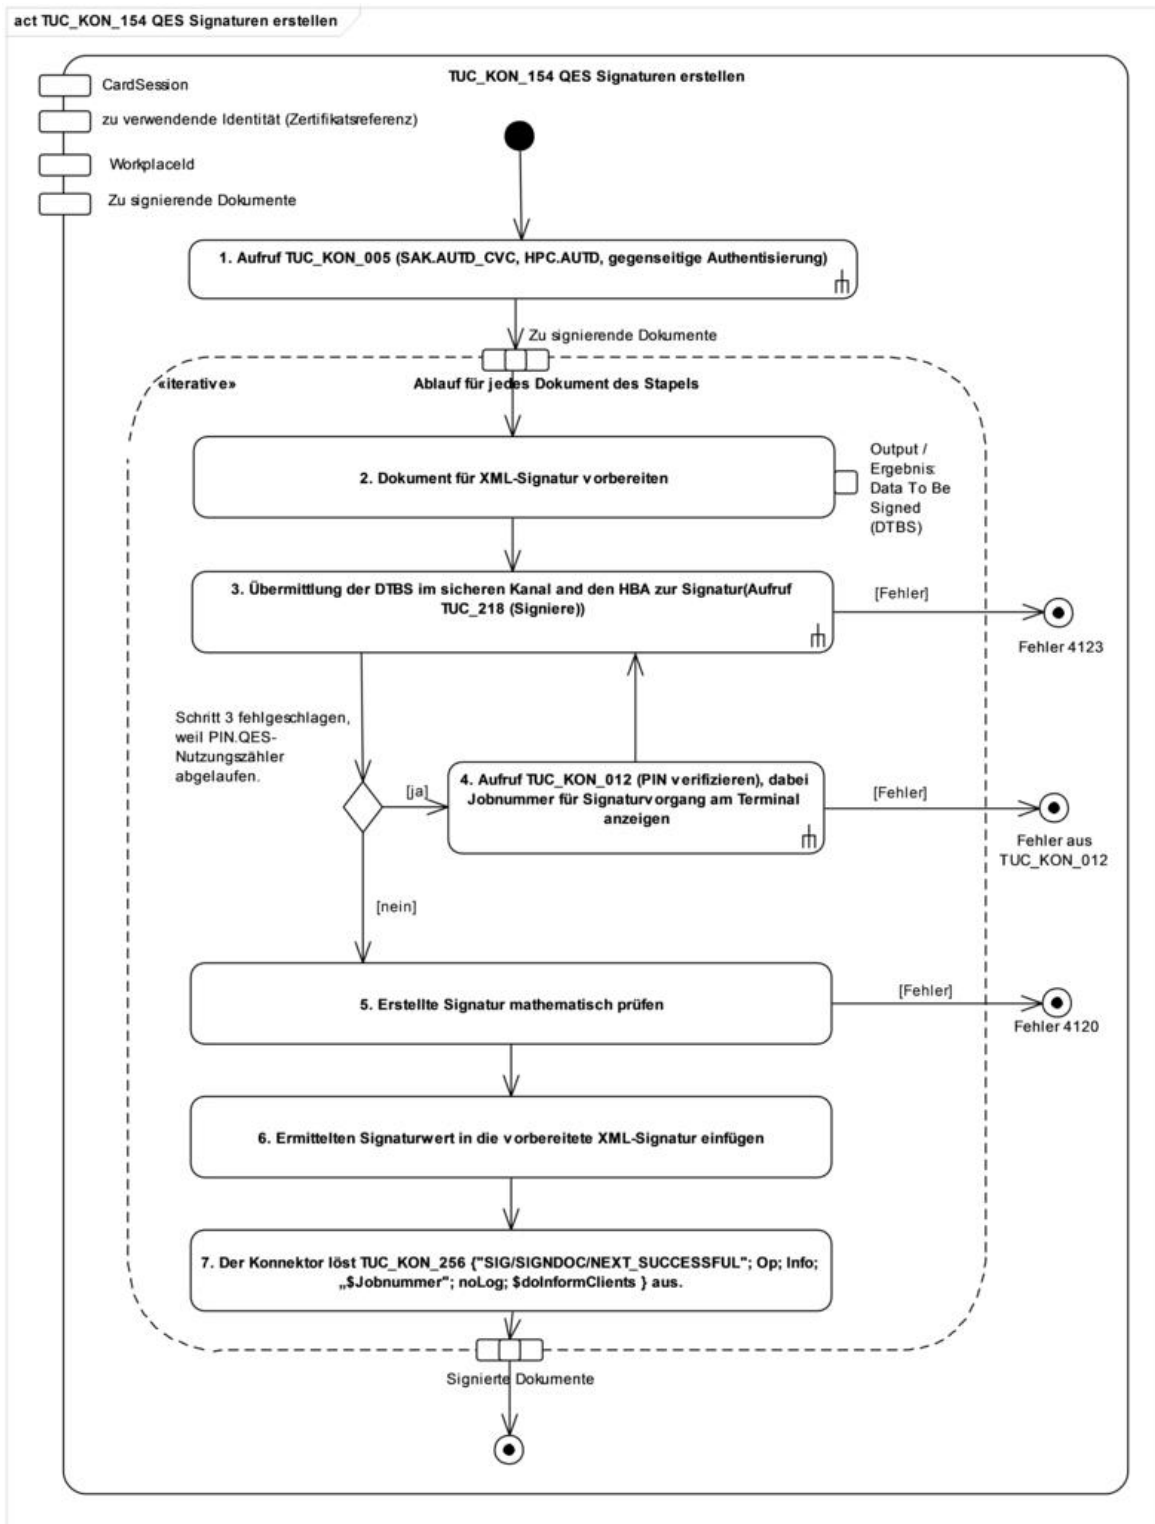 act TUC_KON_154 QES Signaturen erstellen
TUC_KON_154 QES Signaturen erstellen
CardSession
zu verwendende Identität (Zertifikatsreferenz)
WorkplaceId
Zu signierende Dokumente
1. Aufruf TUC_KON_005 (SAK.AUTD_CVC, HPC.AUTD, gegenseitige Authentisierung)
Zu signierende Dokumente
«iterative»
Ablauf für jedes Dokument des Stapels
2. Dokument für XML-Signatur vorbereiten
Output /
Ergebnis:
Data To Be
Signed
(DTBS)
3. Übermittlung der DTBS im sicheren Kanal and den HBA zur Signatur(Aufruf
TUC_218 (Signiere))
[Fehler]
Fehler 4123
Schritt 3 fehlgeschlagen,
weil PIN.QES-
Nutzungszähler
abgelaufen.
[ja]
4. Aufruf TUC_KON_012 (PIN verifizieren), dabei
Jobnummer für Signaturvorgang am Terminal
anzeigen
[Fehler]
Fehler aus
TUC_KON_012
[nein]
5. Erstellte Signatur mathematisch prüfen
[Fehler]
Fehler 4120
6. Ermittelten Signaturwert in die vorbereitete XML-Signatur einfügen
7. Der Konnektor löst TUC_KON_256 {"SIG/SIGNDOC/NEXT_SUCCESSFUL"; Op; Info;
„$Jobnummer"; noLog; $doInformClients } aus.
Signierte Dokumente